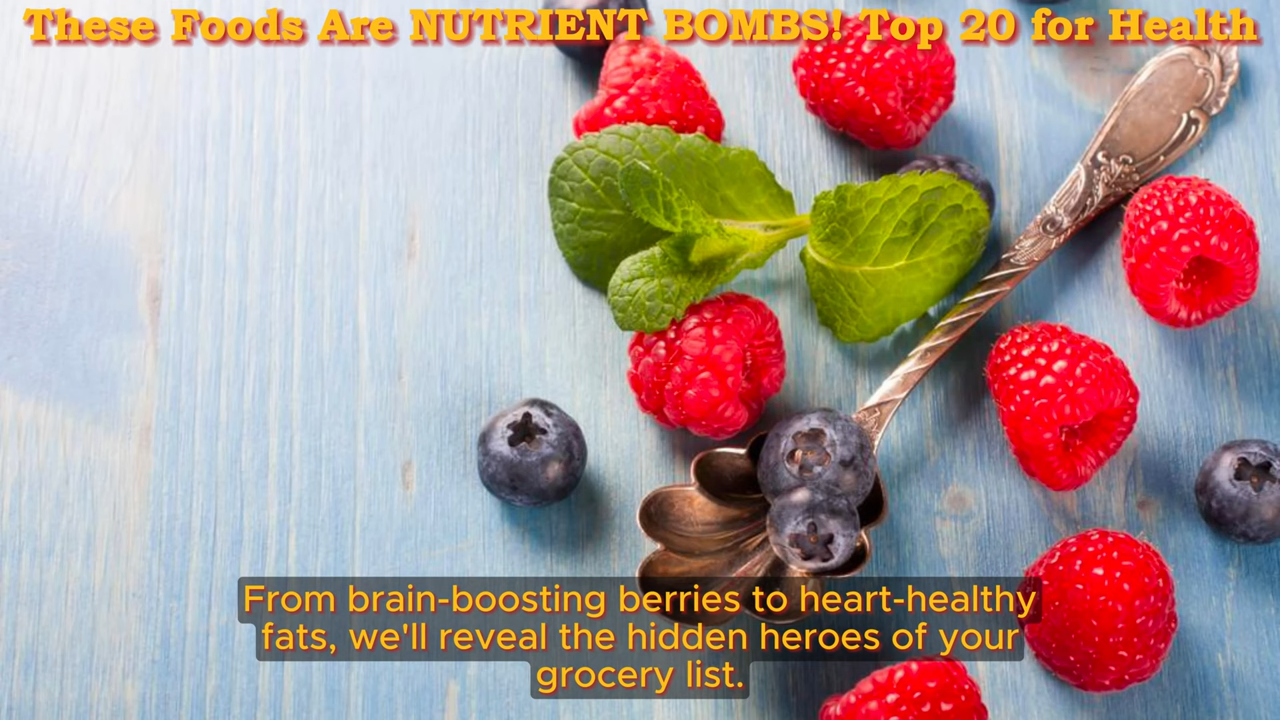 These Foods Are NUTRIENT BOMBS! Top 20 for Health
From brain-boosting berries to heart-healthy
fats, we'll reveal the hidden heroes of your
grocery list.